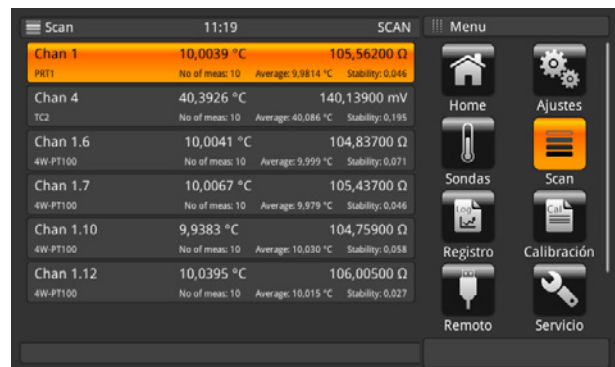 Scan 11:19 SCAN
Chan 1 10,0039 °C 105,56200 Ω
PRT1 No of meas: 10 Average: 9,9814 °C Stability: 0,046
Chan 4 40,3926 °C 140,13900 mV
TC2 No of meas: 10 Average: 40,086 °C Stability: 0,195
Chan 1.6 10,0041 °C 104,83700 Ω
4W-PT100 No of meas: 10 Average: 9,999 °C Stability: 0,071
Chan 1.7 10,0067 °C 105,43700 Ω
4W-PT100 No of meas: 10 Average: 9,979 °C Stability: 0,046
Chan 1.10 9,9383 °C 104,75900 Ω
4W-PT100 No of meas: 10 Average: 10,030 °C Stability: 0,058
Chan 1.12 10,0395 °C 106,00500 Ω
4W-PT100 No of meas: 10 Average: 10,015 °C Stability: 0,027
Menu
Home Ajustes
Sondas Scan
Log Cal
Registro Calibración
Remoto Servicio